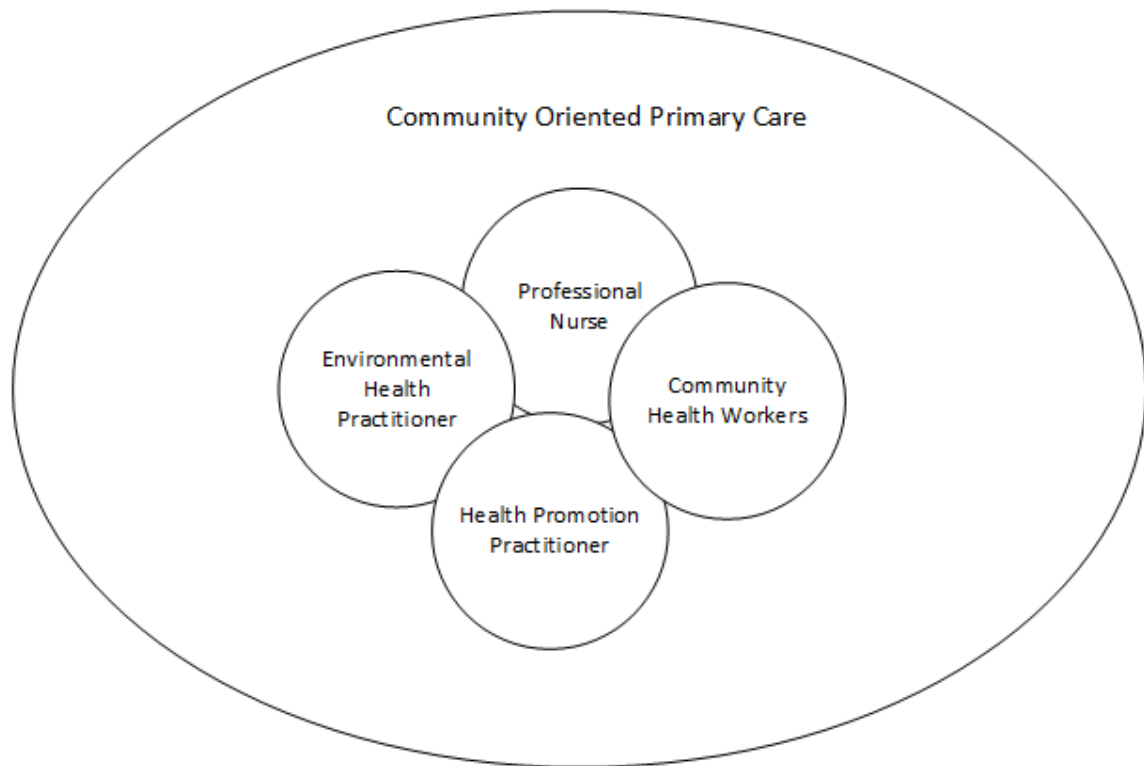 Community Oriented Primary Care
Professional
Nurse
Environmental
Health
Practitioner
Community
Health Workers
Health Promotion
Practitioner